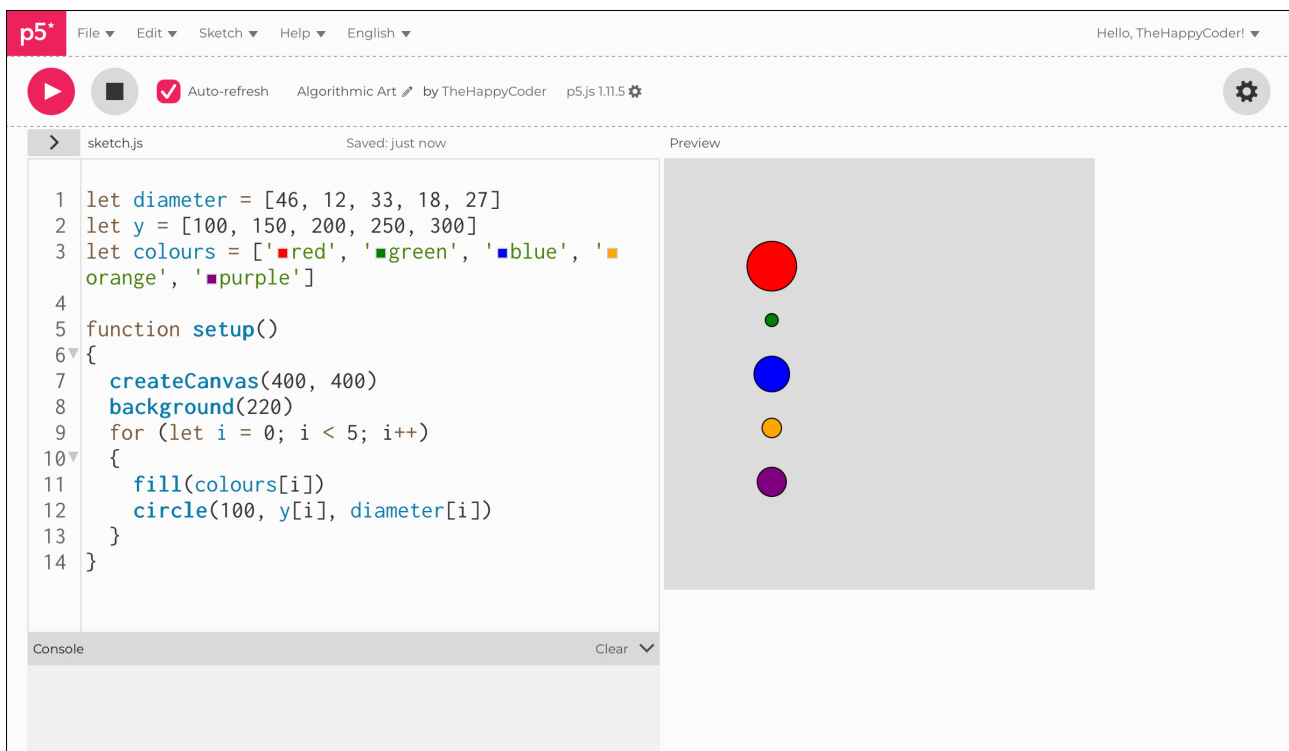 p5* File Edit Sketch Help English Hello, TheHappyCoder!
Auto-refresh Algorithmic Art by TheHappyCoder p5.js 1.11.5
sketch.js Saved: just now Preview
1 let diameter = [46, 12, 33, 18, 27]
2 let y = [100, 150, 200, 250, 300]
3 let colours = ['red', 'green', 'blue', '
orange', 'purple']
4
5 function setup()
6 {
7 createCanvas(400, 400)
8 background(220)
9 for (let i = 0; i < 5; i++)
10 {
11 fill(colours[i])
12 circle(100, y[i], diameter[i])
13 }
14 }
Console Clear